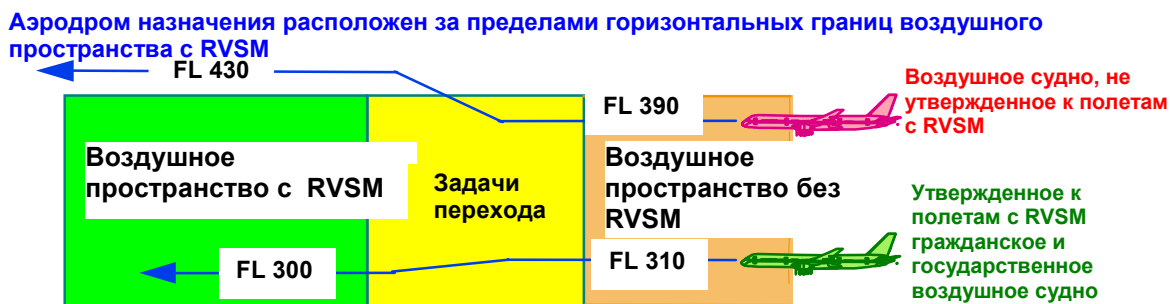 Аэродром назначения расположен за пределами горизонтальных границ воздушного
пространства с RVSM
FL 430
Воздушное судно, не
утвержденное к полетам
с RVSM
FL 390
Воздушное
пространство с RVSM
Задачи
перехода
Воздушное
пространство без
RVSM
Утвержденное к
полетам с RVSM
гражданское и
государственное
воздушное судно
FL 300
FL 310